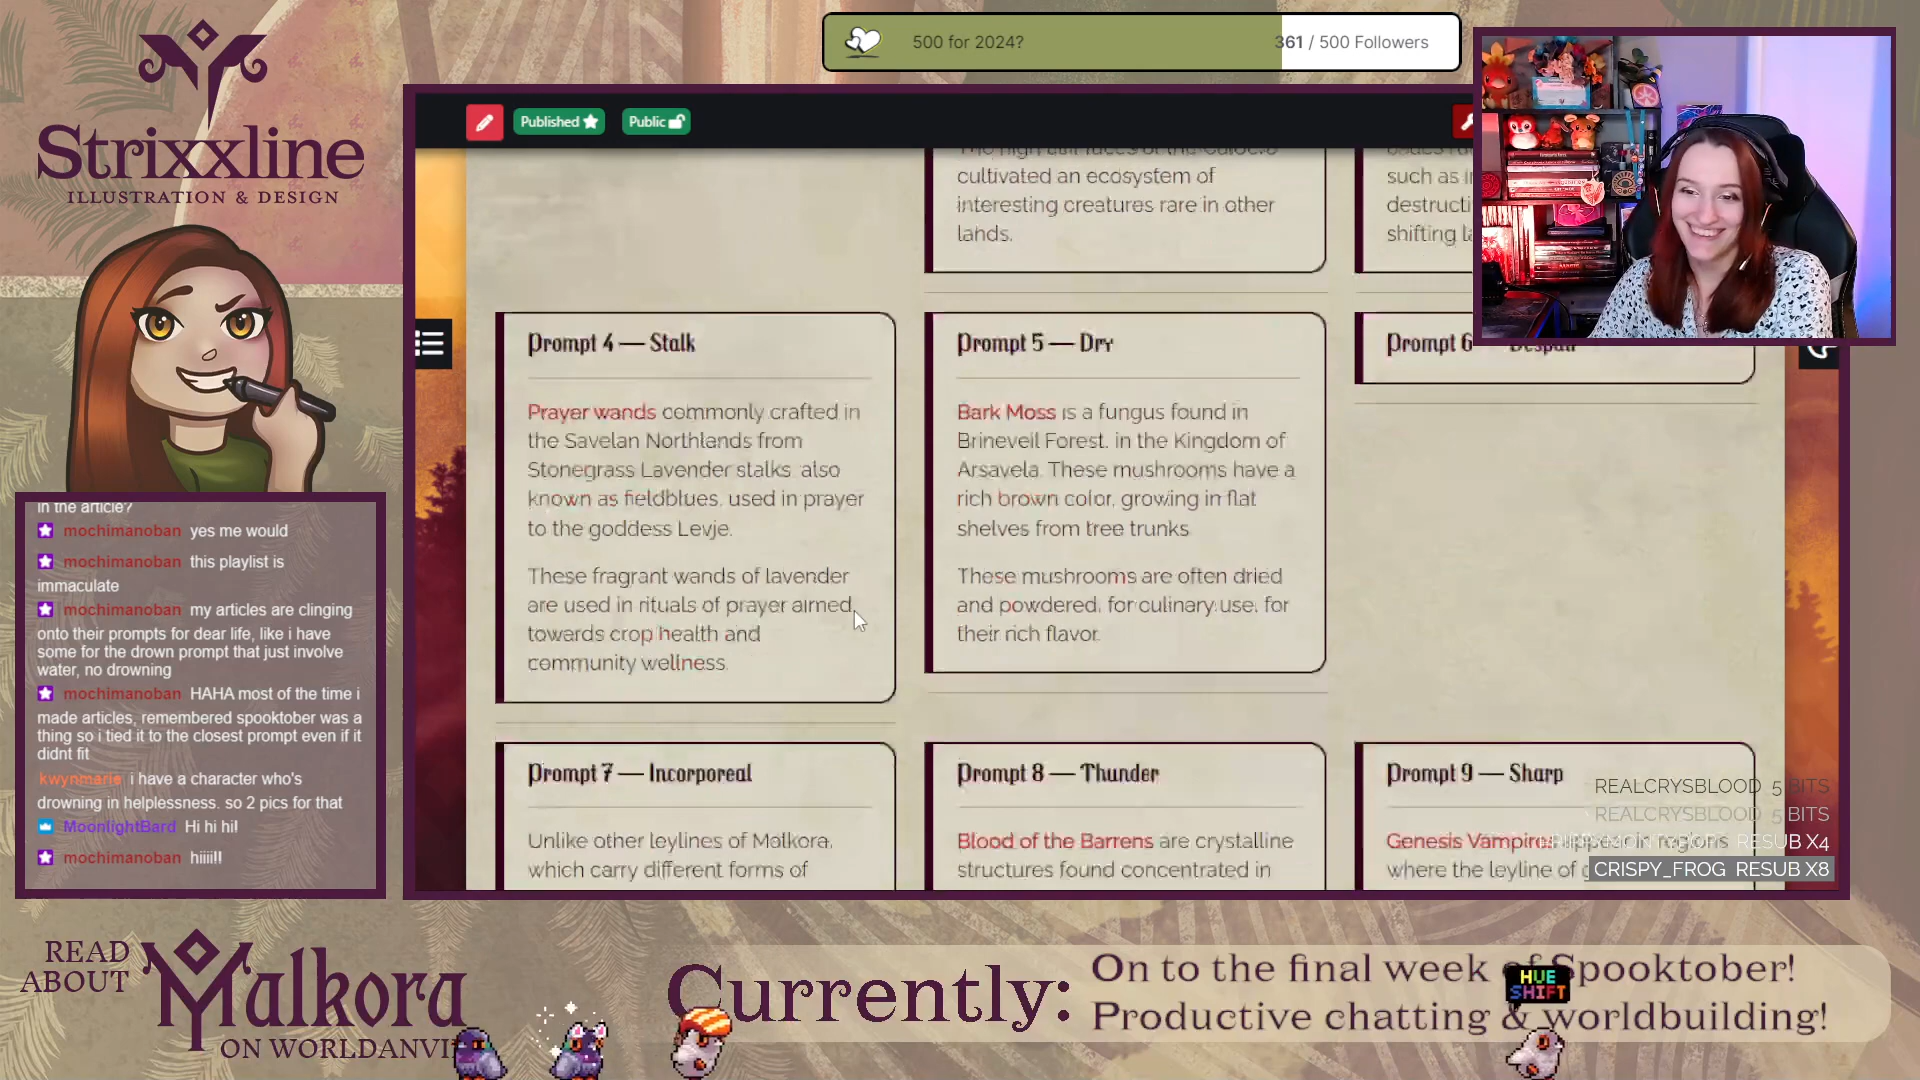 Strixxline
ILLUSTRATION & DESIGN
500 for 2024?
361 / 500 Followers
Published
Public
cultivated an ecosystem of
interesting creatures rare in other
lands.
such as
destructi
shifting
Prompt 4 — Stalk
Prayer wands commonly crafted in
the Savelan Northlands from
Stonegrass Lavender stalks, also
known as fieldblues, used in prayer
to the goddess Levje.
These fragrant wands of lavender
are used in rituals of prayer aimed
towards crop health and
community wellness.
Prompt 5 — Dry
Bark Moss is a fungus found in
Brineveil Forest, in the Kingdom of
Arsavela. These mushrooms have a
rich brown color, growing in flat
shelves from tree trunks.
These mushrooms are often dried
and powdered, for culinary use, for
their rich flavor.
Prompt 6
Despair
Prompt 7 — Incorporeal
Unlike other leylines of Malkora,
which carry different forms of
Prompt 8 — Thunder
Blood of the Barrens are crystalline
structures found concentrated in
Prompt 9 — Sharp
Genesis Vampire
in regions
where the leyline of
REALCRYSBLOOD 5 BITS
REALCRYSBLOOD 5 BITS
RESUB X4
CRISPY_FROG RESUB X8
in the article?
mochimanoban yes me would
mochimanoban this playlist is
immaculate
mochimanoban my articles are clinging
onto their prompts for dear life, like i have
some for the drown prompt that just involve
water, no drowning
mochimanoban HAHA most of the time i
made articles, remembered spooktober was a
thing so i tied it to the closest prompt even if it
didnt fit
kwynmarie i have a character who's
drowning in helplessness. so 2 pics for that
MoonlightBard Hi hi hi!
mochimanoban hiiii!!
READ
ABOUT
Malkora
ON WORLDANVI
Currently:
On to the final week of Spooktober!
Productive chatting & worldbuilding!
HUE
SHIFT